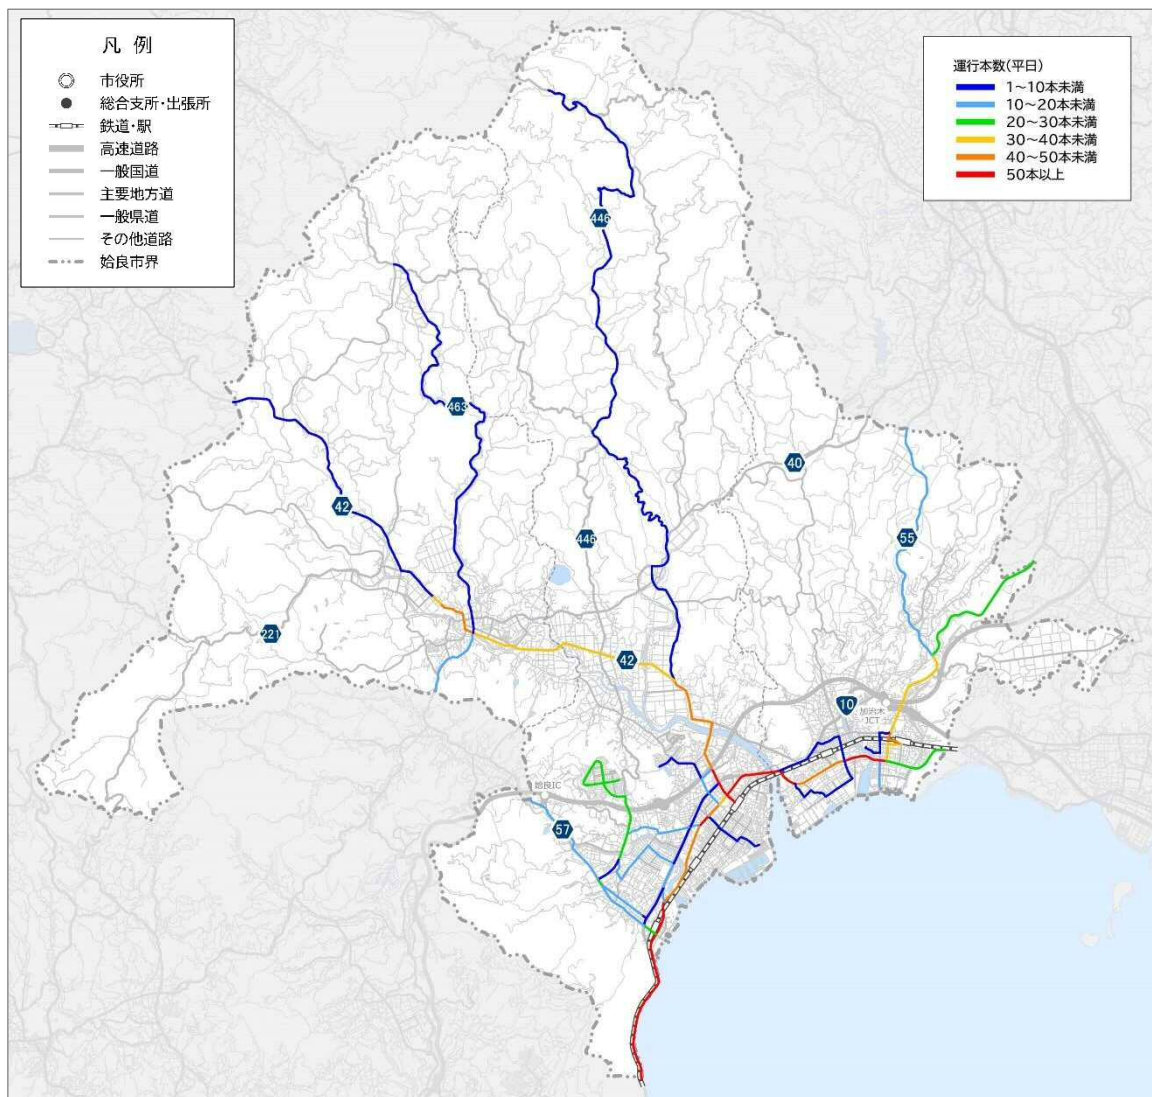 凡 例
市役所
総合支所・出張所
鉄道・駅
高速道路
一般国道
主要地方道
一般県道
その他道路
姶良市界
運行本数(平日)
1～10本未満
10～20本未満
20～30本未満
30～40本未満
40～50本未満
50本以上
446
463
40
42
55
446
221
42
10
加治木
JCT
姶良IC
57